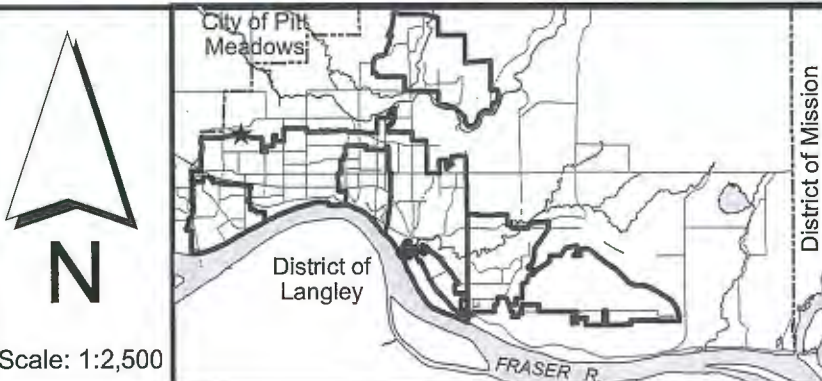 City of Pitt
Meadows
District of Mission
N
District of
Langley
Scale: 1:2,500
FRASER R.